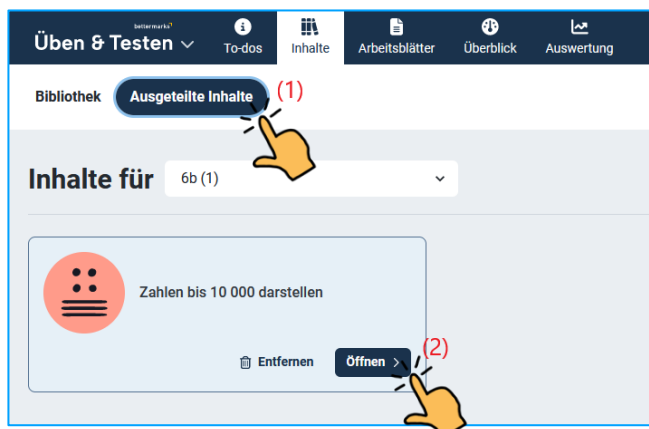 bettermarks
Üben & Testen
To-dos
Inhalte
Arbeitsblätter
Überblick
Auswertung
Bibliothek
Ausgeteilte Inhalte
(1)
Inhalte für
6b (1)
Zahlen bis 10 000 darstellen
Entfernen
Öffnen >
(2)